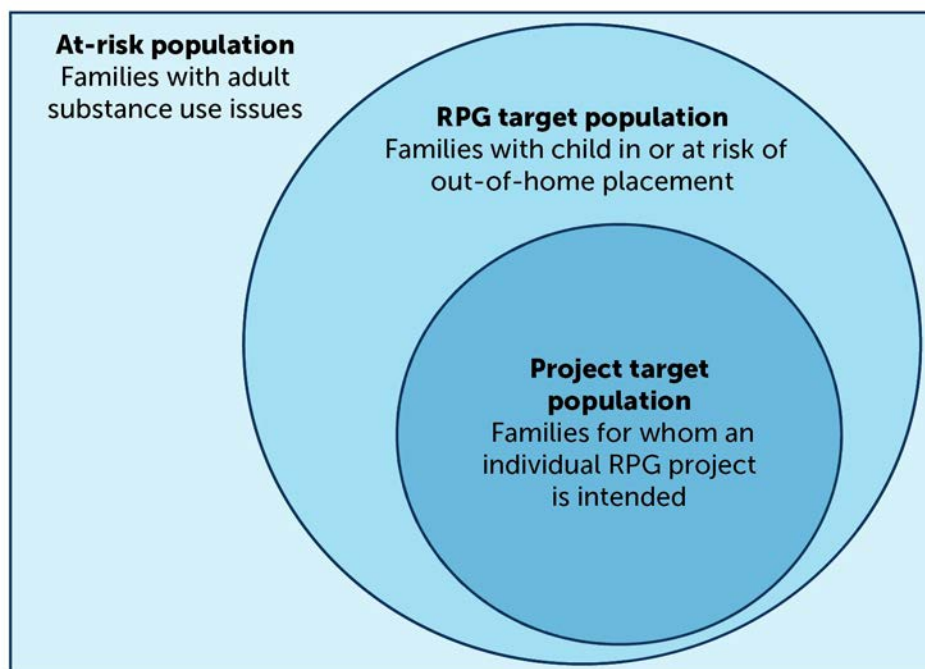 At-risk population
Families with adult
substance use issues
RPG target population
Families with child in or at risk of
out-of-home placement
Project target
population
Families for whom an
individual RPG project
is intended